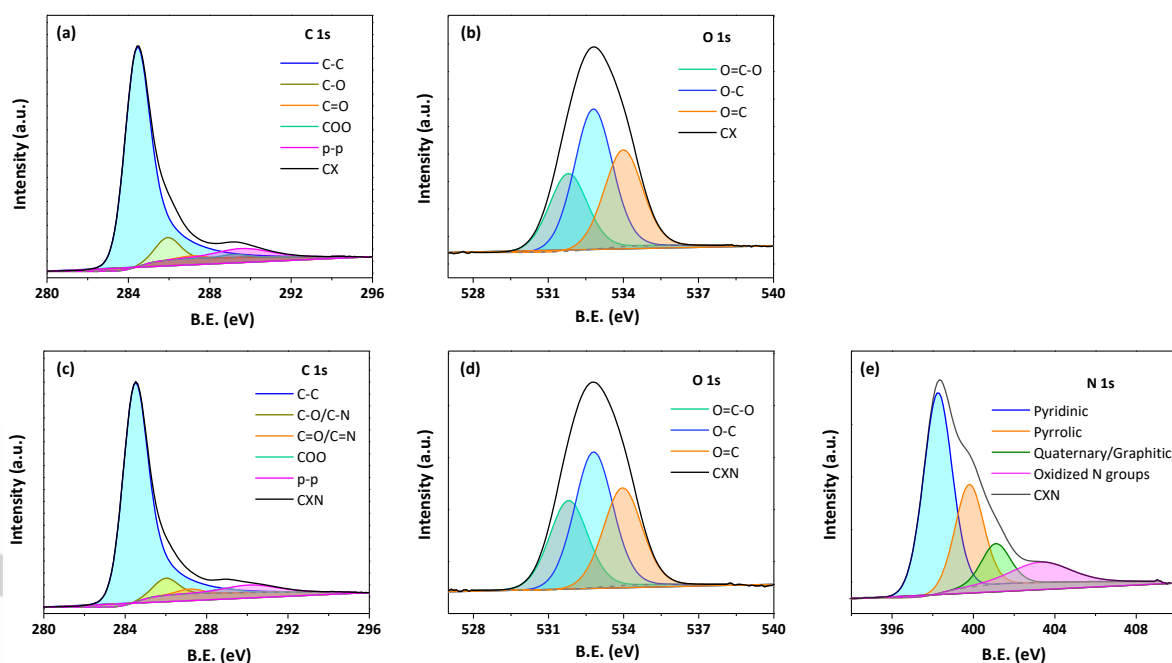 (a)
C 1s
C-C
C-O
C=O
COO
p-p
CX
Intensity (a.u.)
280 284 288 292 296
B.E. (eV)
(b)
O 1s
O=C-O
O-C
O=C
CX
Intensity (a.u.)
528 531 534 537 540
B.E. (eV)
(c)
C 1s
C-C
C-O/C-N
C=O/C=N
COO
p-p
CXN
Intensity (a.u.)
280 284 288 292 296
B.E. (eV)
(d)
O 1s
O=C-O
O-C
O=C
CXN
Intensity (a.u.)
528 531 534 537 540
B.E. (eV)
(e)
N 1s
Pyridinic
Pyrrolic
Quaternary/Graphitic
Oxidized N groups
CXN
Intensity (a.u.)
396 400 404 408
B.E. (eV)